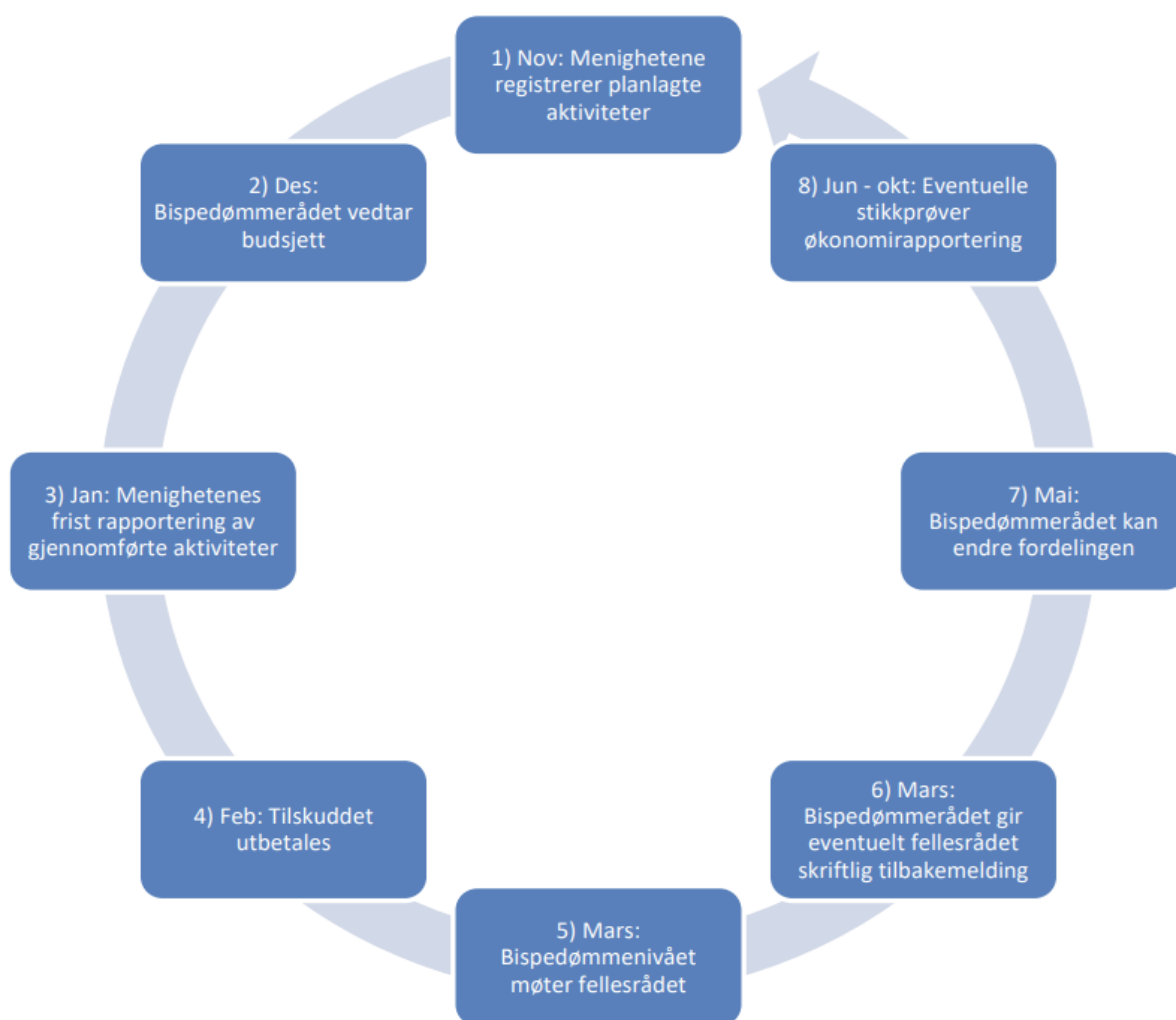 1) Nov: Menighetene
registrerer planlagte
aktiviteter
2) Des:
Bispedømmerådet vedtar
budsjett
3) Jan: Menighetenes
frist rapportering av
gjennomførte aktiviteter
4) Feb: Tilskuddet
utbetales
5) Mars:
Bispedømmenivået
møter fellesrådet
6) Mars:
Bispedømmerådet gir
eventuelt fellesrådet
skriftlig tilbakemelding
7) Mai:
Bispedømmerådet kan
endre fordelingen
8) Jun - okt: Eventuelle
stikkprøver
økonomirapportering